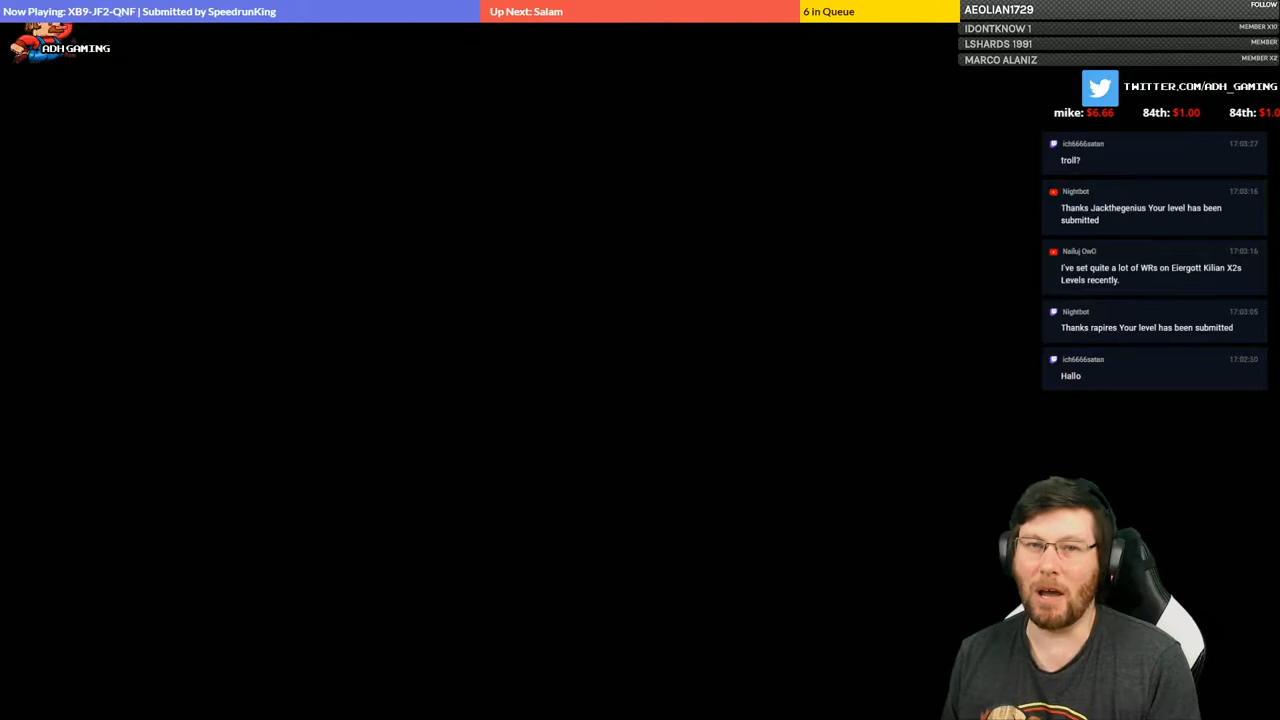 Now Playing: XB9-JF2-QNF | Submitted by SpeedrunKing
Up Next: Salam
6 in Queue
AEOLIAN1729
FOLLOW
IDONTKNOW 1
MEMBER X10
LSHARDS 1991
MEMBER
MARCO ALANIZ
MEMBER X2
ADH GAMING
TWITTER.COM/ADH_GAMING
mike: $6.66 84th: $1.00 84th: $1.0
ich6666satan 17:03:27
troll?
Nightbot 17:03:16
Thanks Jackthegenius Your level has been
submitted
Nailuj OwO 17:03:16
I've set quite a lot of WRs on Eiergott Kilian X2s
Levels recently.
Nightbot 17:03:05
Thanks rapires Your level has been submitted
ich6666satan 17:02:50
Hallo